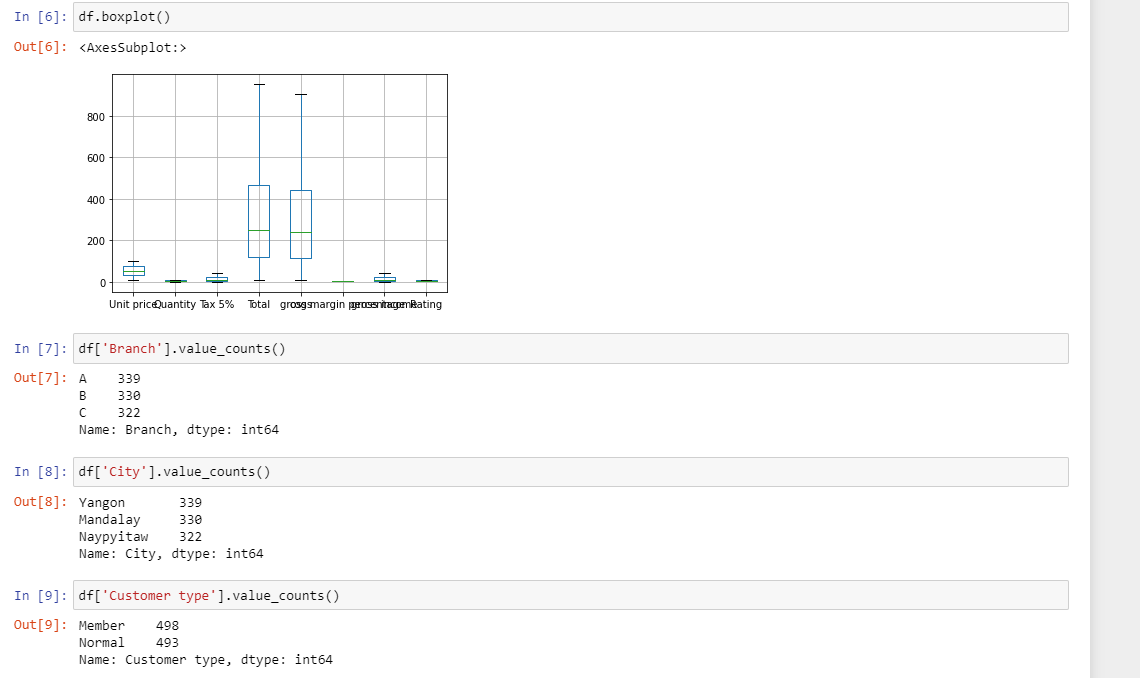 In [6]: df.boxplot()
Out[6]: <AxesSubplot:>
800
600
400
200
0
Unit price Quantity Tax 5% Total cogs gross margin percentage gross income Rating
In [7]: df['Branch'].value_counts()
Out[7]: A    339
B    330
C    322
Name: Branch, dtype: int64
In [8]: df['City'].value_counts()
Out[8]: Yangon       339
Mandalay     330
Naypyitaw    322
Name: City, dtype: int64
In [9]: df['Customer type'].value_counts()
Out[9]: Member    498
Normal    493
Name: Customer type, dtype: int64